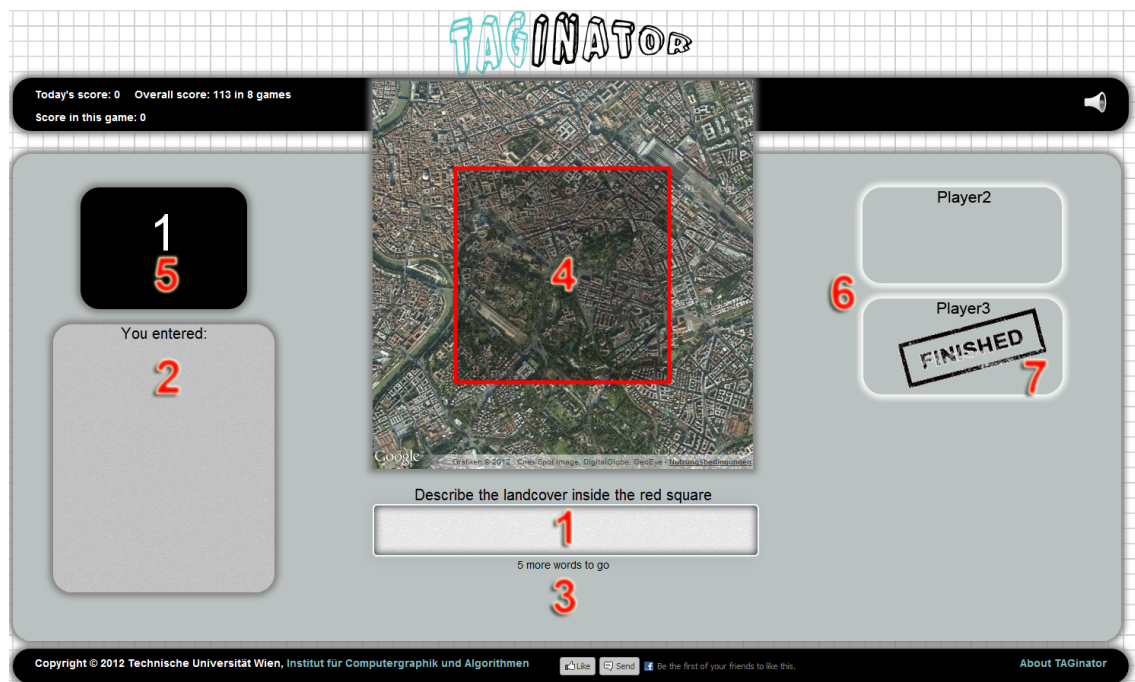 TAGINATOR
Today's score: 0 Overall score: 113 in 8 games
Score in this game: 0
1
5
You entered:
2
4
Google
Grafiken © 2012 , Cnes/Spot Image, DigitalGlobe, GeoEye - Nutzungsbedingungen
Describe the landcover inside the red square
1
5 more words to go
3
Player2
6
Player3
FINISHED
7
Copyright © 2012 Technische Universität Wien, Institut für Computergraphik und Algorithmen
Like Send Be the first of your friends to like this.
About TAGinator